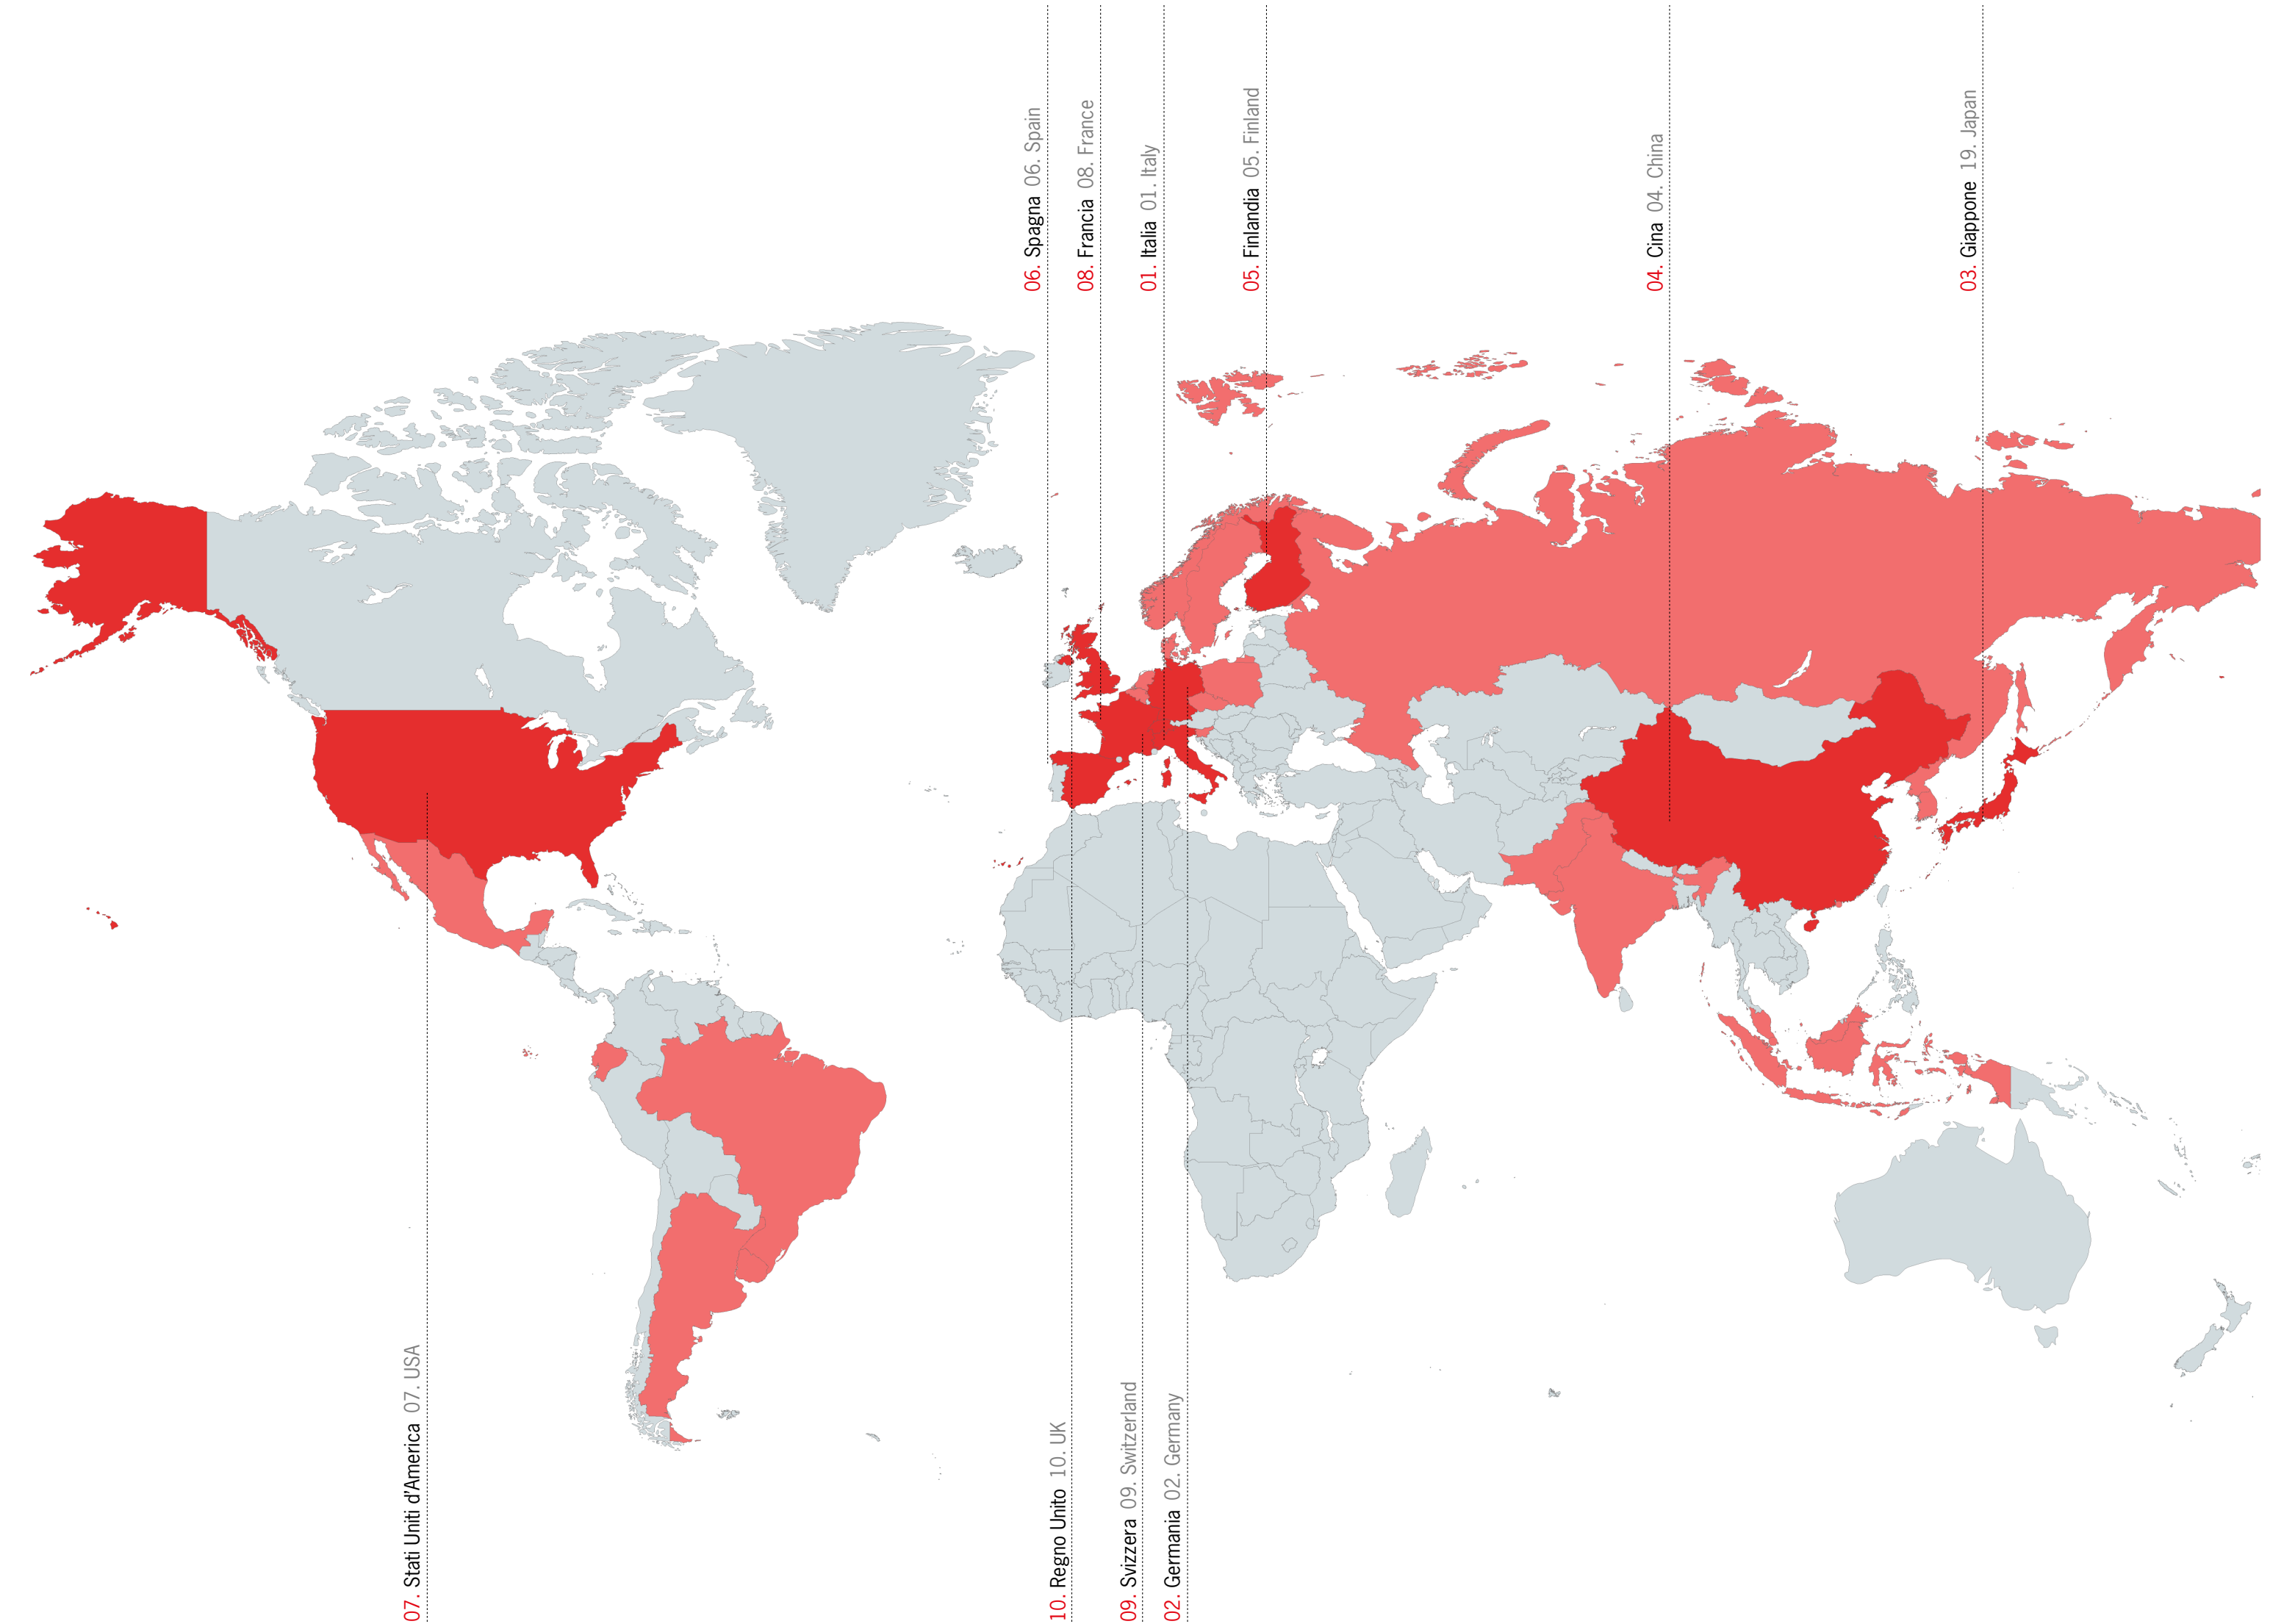 06. Spagna 06. Spain
08. Francia 08. France
01. Italia 01. Italy
05. Finlandia 05. Finland
04. Cina 04. China
03. Giappone 19. Japan
07. Stati Uniti d'America 07. USA
10. Regno Unito 10. UK
09. Svizzera 09. Switzerland
02. Germania 02. Germany